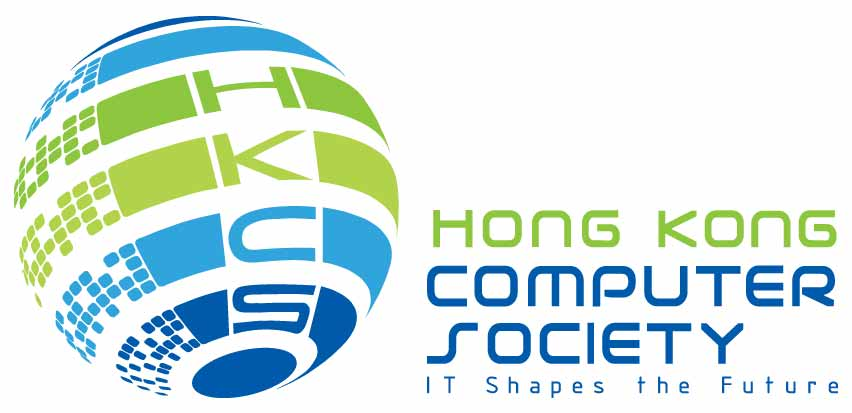 H
K
C
S
HONG KONG
COMPUTER
SOCIETY
IT Shapes the Future